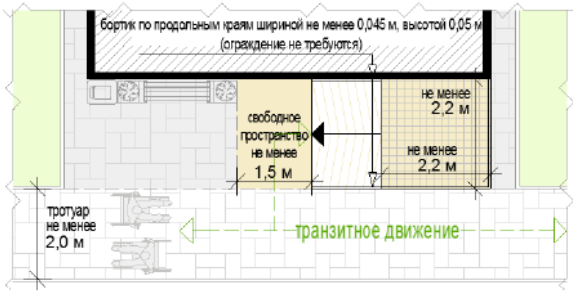 бортик по продольным краям шириной не менее 0,045 м, высотой 0,05 м
(ограждение не требуются)
не менее
2,2 м
свободное
пространство
не менее
1,5 м
не менее
2,2 м
тротуар
не менее
2,0 м
транзитное движение